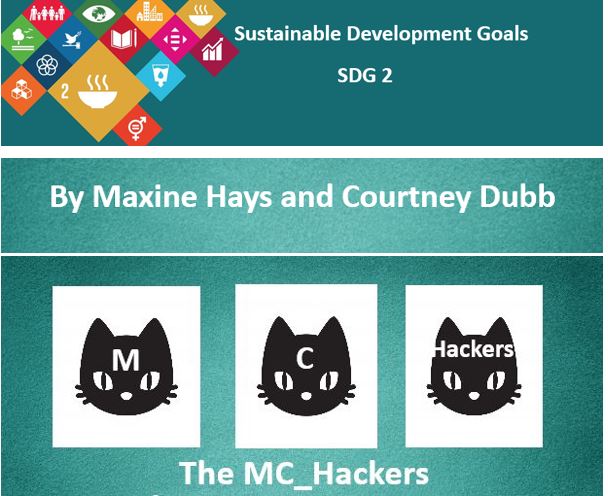 Sustainable Development Goals
SDG 2
2
By Maxine Hays and Courtney Dubb
M
C
Hackers
The MC_Hackers